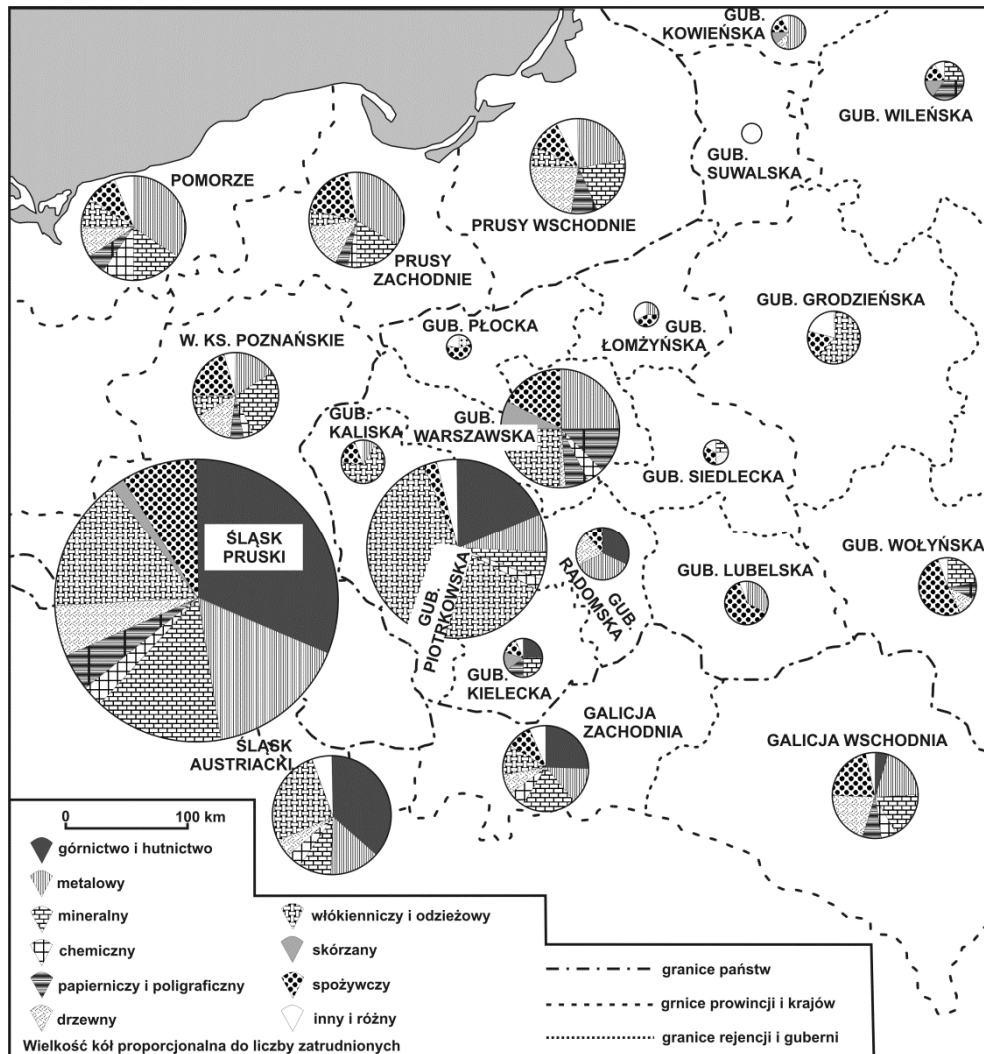 GUB.
KOWIEŃSKA
GUB. WILEŃSKA
GUB.
SUWALSKA
POMORZE
PRUSY WSCHODNIE
PRUSY
ZACHODNIE
GUB. GRODZIEŃSKA
GUB. PŁOCKA
GUB.
ŁOMŻYŃSKA
W. KS. POZNAŃSKIE
GUB.
KALISKA
GUB.
WARSZAWSKA
GUB. SIEDLECKA
ŚLĄSK
PRUSKI
GUB.
PIOTRKOWSKA
GUB.
RADOMSKA
GUB. LUBELSKA
GUB. WOŁYŃSKA
GUB.
KIELECKA
GALICJA
ZACHODNIA
GALICJA WSCHODNIA
ŚLĄSK
AUSTRIACKI
0 100 km
górnictwo i hutnictwo
metalowy
mineralny
chemiczny
papierniczy i poligraficzny
drzewny
włókienniczy i odzieżowy
skórzany
spożywczy
inny i różny
granice państw
grnice prowincji i krajów
granice rejencji i guberni
Wielkość kół proporcjonalna do liczby zatrudnionych